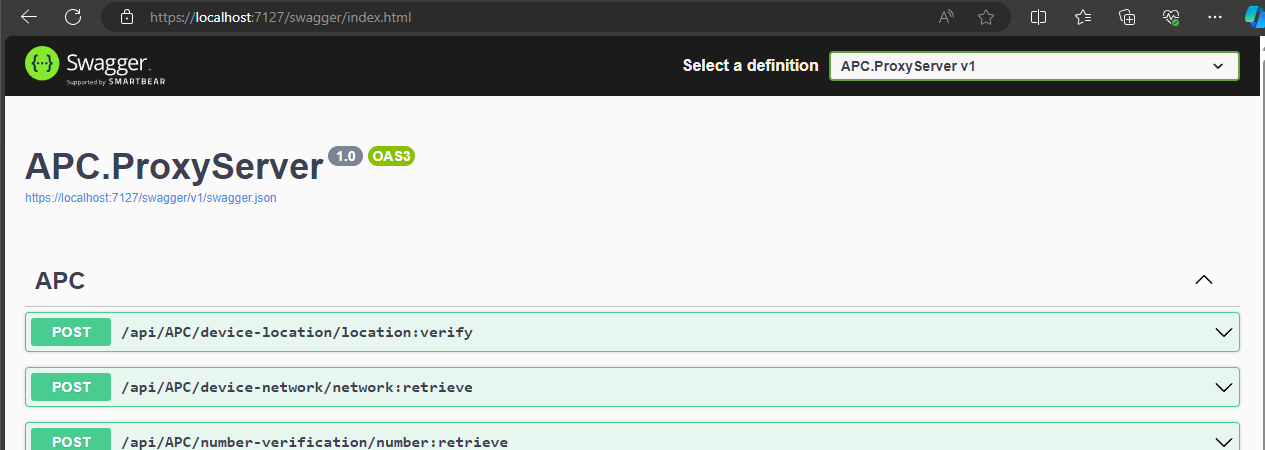 https://localhost:7127/swagger/index.html
Swagger.
Supported by SMARTBEAR
Select a definition
APC.ProxyServer v1
APC.ProxyServer 1.0 OAS3
https://localhost:7127/swagger/v1/swagger.json
APC
POST /api/APC/device-location/location:verify
POST /api/APC/device-network/network:retrieve
POST /api/APC/number-verification/number:retrieve